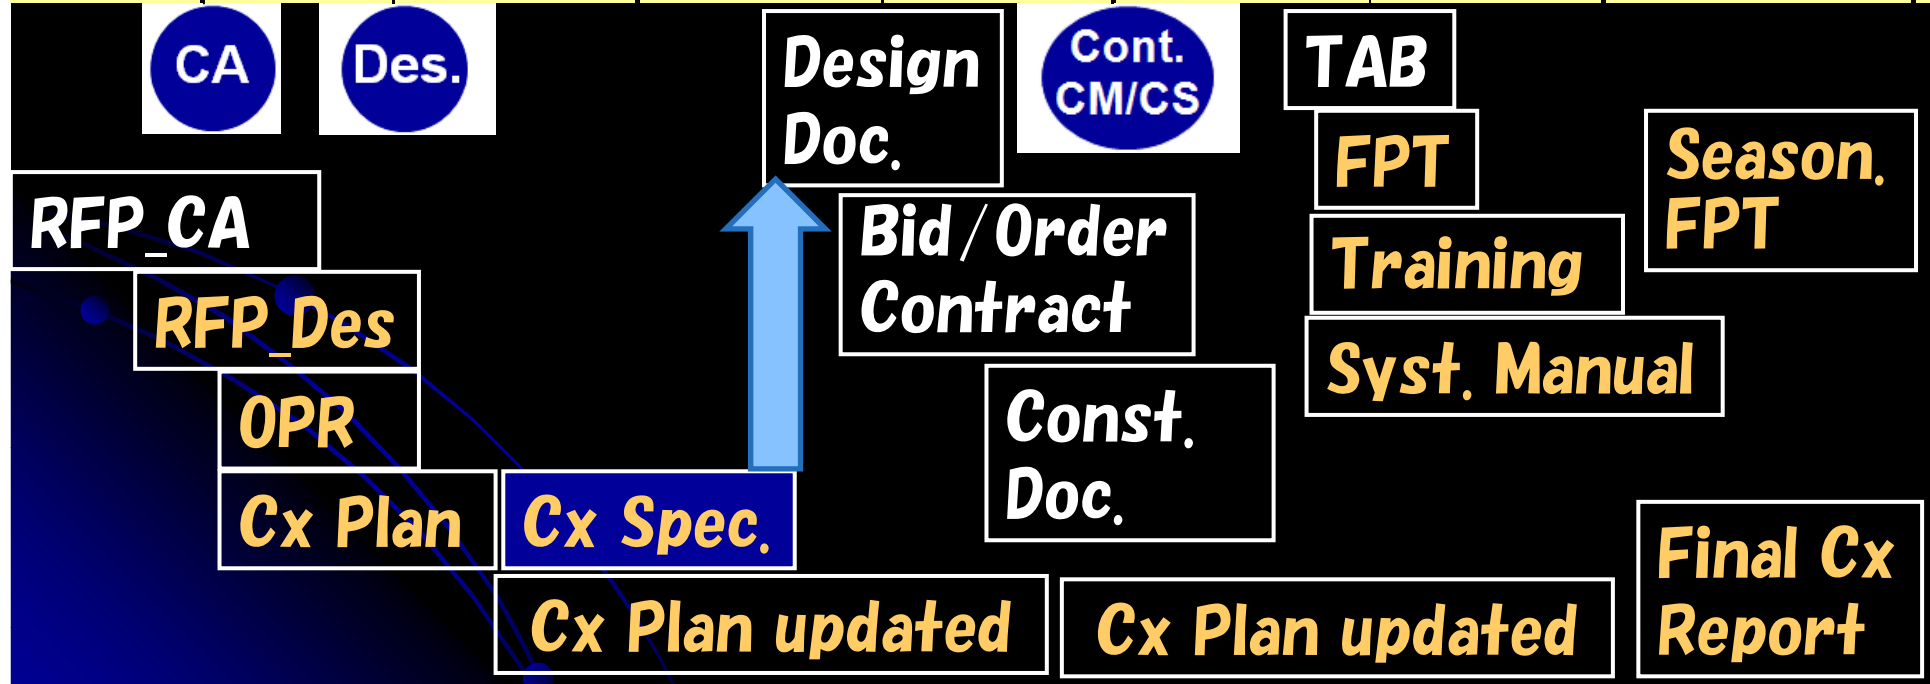 CA
Des.
Design
Doc.
Cont.
CM/CS
TAB
FPT
Season.
FPT
RFP_CA
Bid/Order
Contract
Training
RFP_Des
Syst. Manual
OPR
Const.
Doc.
Cx Plan
Cx Spec.
Final Cx
Report
Cx Plan updated
Cx Plan updated